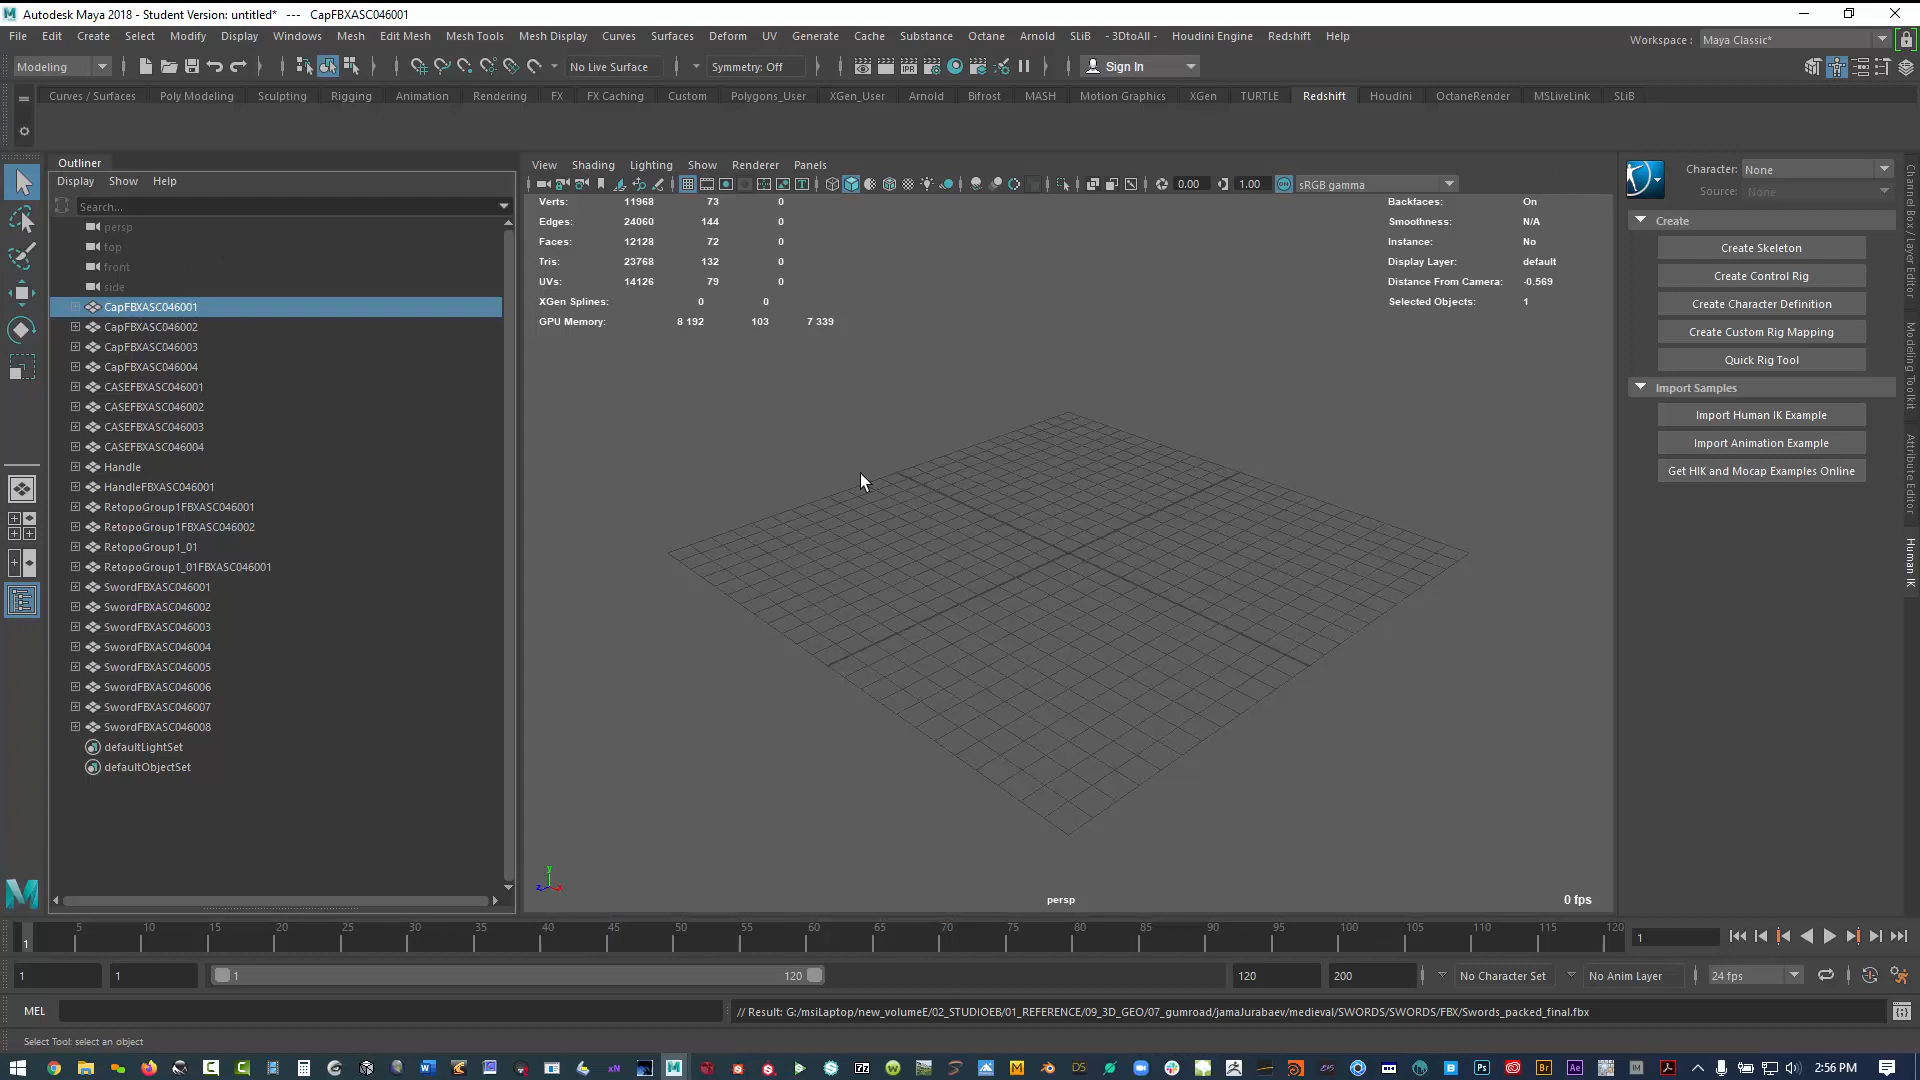 Autodesk Maya 2018 - Student Version: untitled* --- CapFBXASC046001
File Edit Create Select Modify Display Windows Mesh Edit Mesh Mesh Tools Mesh Display Curves Surfaces Deform UV Generate Cache Substance Octane Arnold SLiB - 3DtoAll - Houdini Engine Redshift Help
Workspace : Maya Classic*
Modeling No Live Surface Symmetry: Off Sign In
Curves / Surfaces Poly Modeling Sculpting Rigging Animation Rendering FX FX Caching Custom Polygons_User XGen_User Arnold Bifrost MASH Motion Graphics XGen TURTLE Redshift Houdini OctaneRender MSLiveLink SLiB
Outliner
Display Show Help
Search...
persp
top
front
side
CapFBXASC046001
CapFBXASC046002
CapFBXASC046003
CapFBXASC046004
CASEFBXASC046001
CASEFBXASC046002
CASEFBXASC046003
CASEFBXASC046004
Handle
HandleFBXASC046001
RetopoGroup1FBXASC046001
RetopoGroup1FBXASC046002
RetopoGroup1_01
RetopoGroup1_01FBXASC046001
SwordFBXASC046001
SwordFBXASC046002
SwordFBXASC046003
SwordFBXASC046004
SwordFBXASC046005
SwordFBXASC046006
SwordFBXASC046007
SwordFBXASC046008
defaultLightSet
defaultObjectSet
View Shading Lighting Show Renderer Panels
0.00 1.00 sRGB gamma
Verts: 11968 73 0
Edges: 24060 144 0
Faces: 12128 72 0
Tris: 23768 132 0
UVs: 14126 79 0
XGen Splines: 0 0
GPU Memory: 8 192 103 7 339
Backfaces: On
Smoothness: N/A
Instance: No
Display Layer: default
Distance From Camera: -0.569
Selected Objects: 1
y
z
persp
0 fps
Character: None
Source: None
Create
Create Skeleton
Create Control Rig
Create Character Definition
Create Custom Rig Mapping
Quick Rig Tool
Import Samples
Import Human IK Example
Import Animation Example
Get HIK and Mocap Examples Online
Channel Box / Layer Editor
Modeling Toolkit
Attribute Editor
Human IK
1 5 10 15 20 25 30 35 40 45 50 55 60 65 70 75 80 85 90 95 100 105 110 115 120 1
1 1 1 120 120 200 No Character Set No Anim Layer 24 fps
MEL // Result: G:/msiLaptop/new_volumeE/02_STUDIOEB/01_REFERENCE/09_3D_GEO/07_gumroad/jamaJurabaev/medieval/SWORDS/SWORDS/FBX/Swords_packed_final.fbx
Select Tool: select an object
2:56 PM